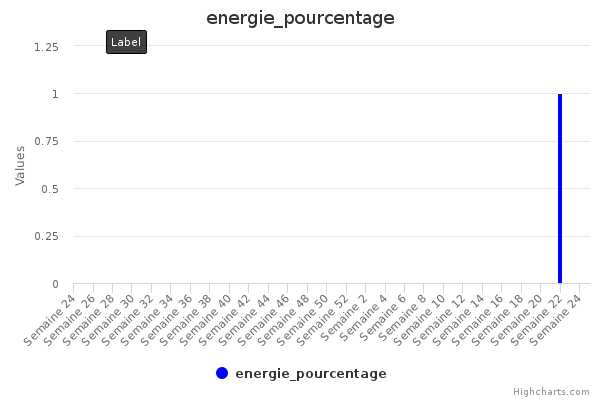 energie_pourcentage
Label
1.25
1
0.75
0.5
0.25
0
Values
Semaine 24
Semaine 26
Semaine 28
Semaine 30
Semaine 32
Semaine 34
Semaine 36
Semaine 38
Semaine 40
Semaine 42
Semaine 44
Semaine 46
Semaine 48
Semaine 50
Semaine 52
Semaine 2
Semaine 4
Semaine 6
Semaine 8
Semaine 10
Semaine 12
Semaine 14
Semaine 16
Semaine 18
Semaine 20
Semaine 22
Semaine 24
energie_pourcentage
Highcharts.com